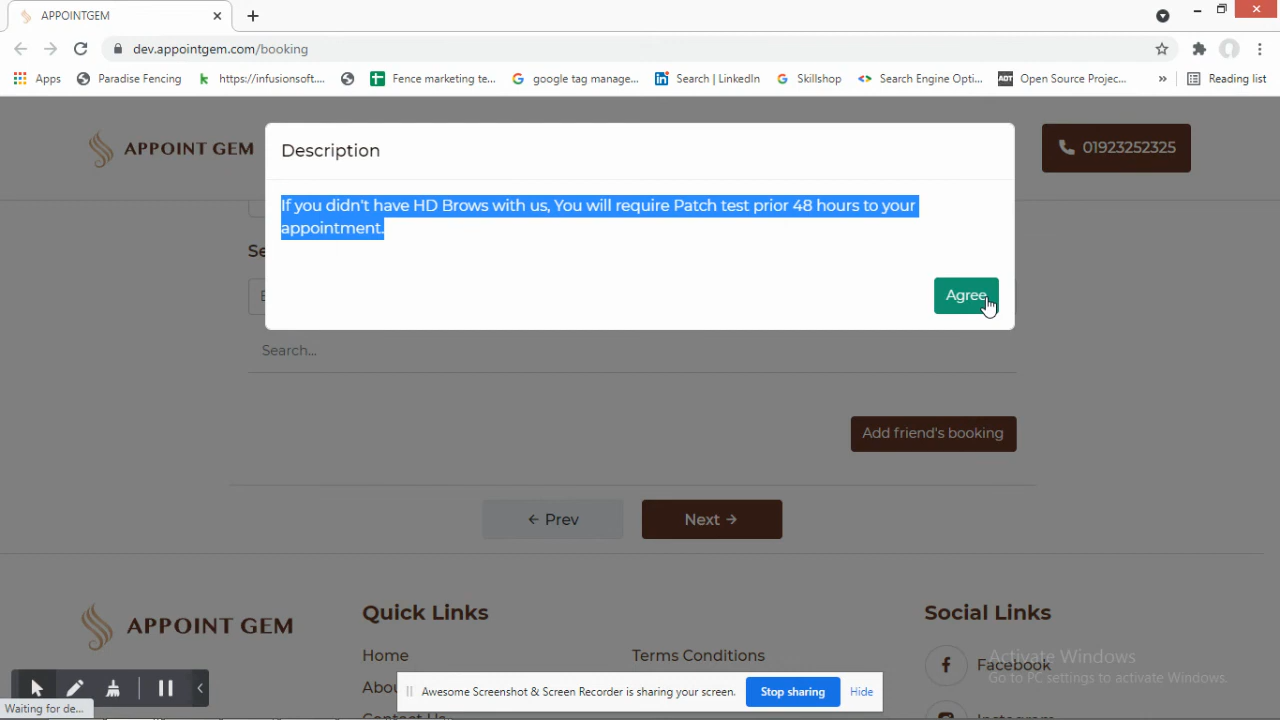 APPOINTGEM
dev.appointgem.com/booking
Apps
Paradise Fencing
https://infusionsoft....
Fence marketing te...
google tag manage...
Search | LinkedIn
Skillshop
Search Engine Opti...
Open Source Projec...
»
Reading list
APPOINT GEM
01923252325
Description
If you didn't have HD Brows with us, You will require Patch test prior 48 hours to your
appointment.
Agree
Search...
Add friend's booking
← Prev
Next →
APPOINT GEM
Quick Links
Social Links
Home
Terms Conditions
Facebook
Activate Windows
Go to PC settings to activate Windows.
Awesome Screenshot & Screen Recorder is sharing your screen.
Stop sharing
Hide
Waiting for de...